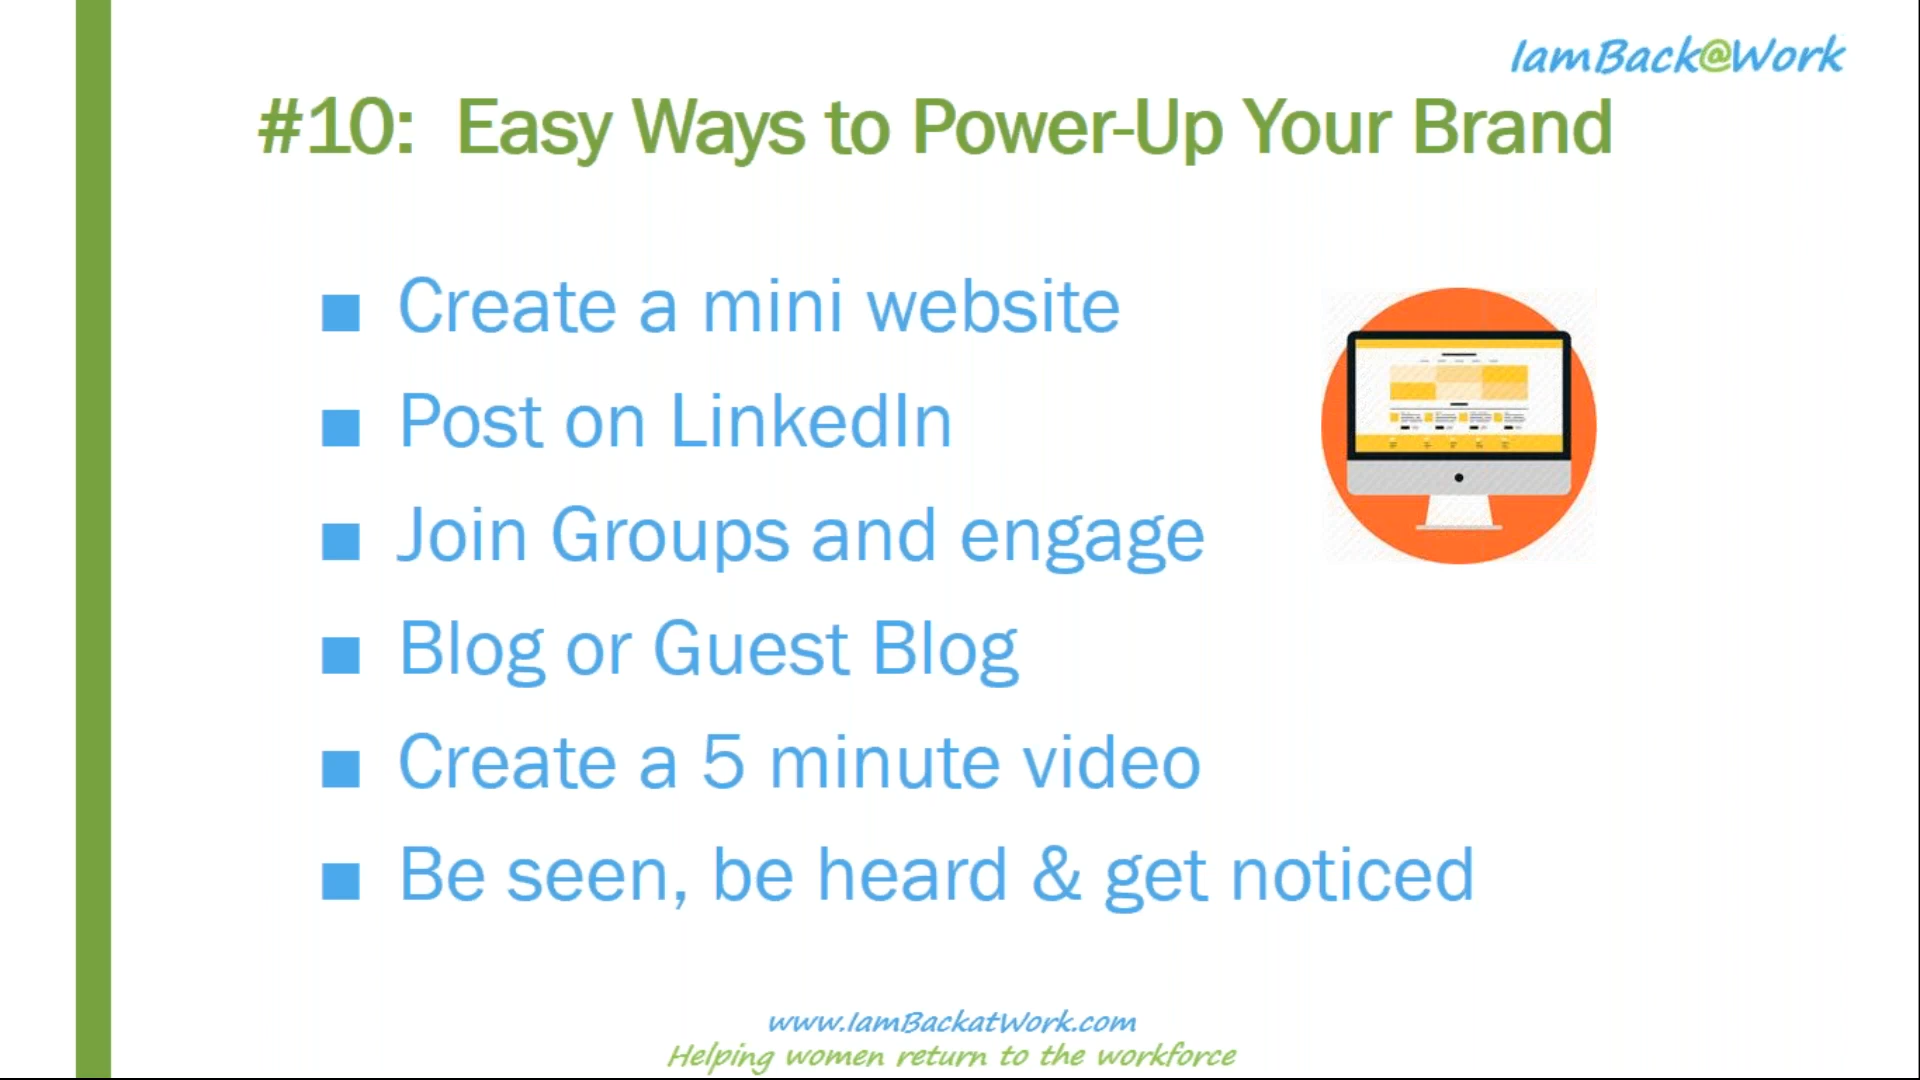 IamBack@Work
#10: Easy Ways to Power-Up Your Brand
■ Create a mini website
■ Post on LinkedIn
■ Join Groups and engage
■ Blog or Guest Blog
■ Create a 5 minute video
■ Be seen, be heard & get noticed
www.IamBackatWork.com
Helping women return to the workforce